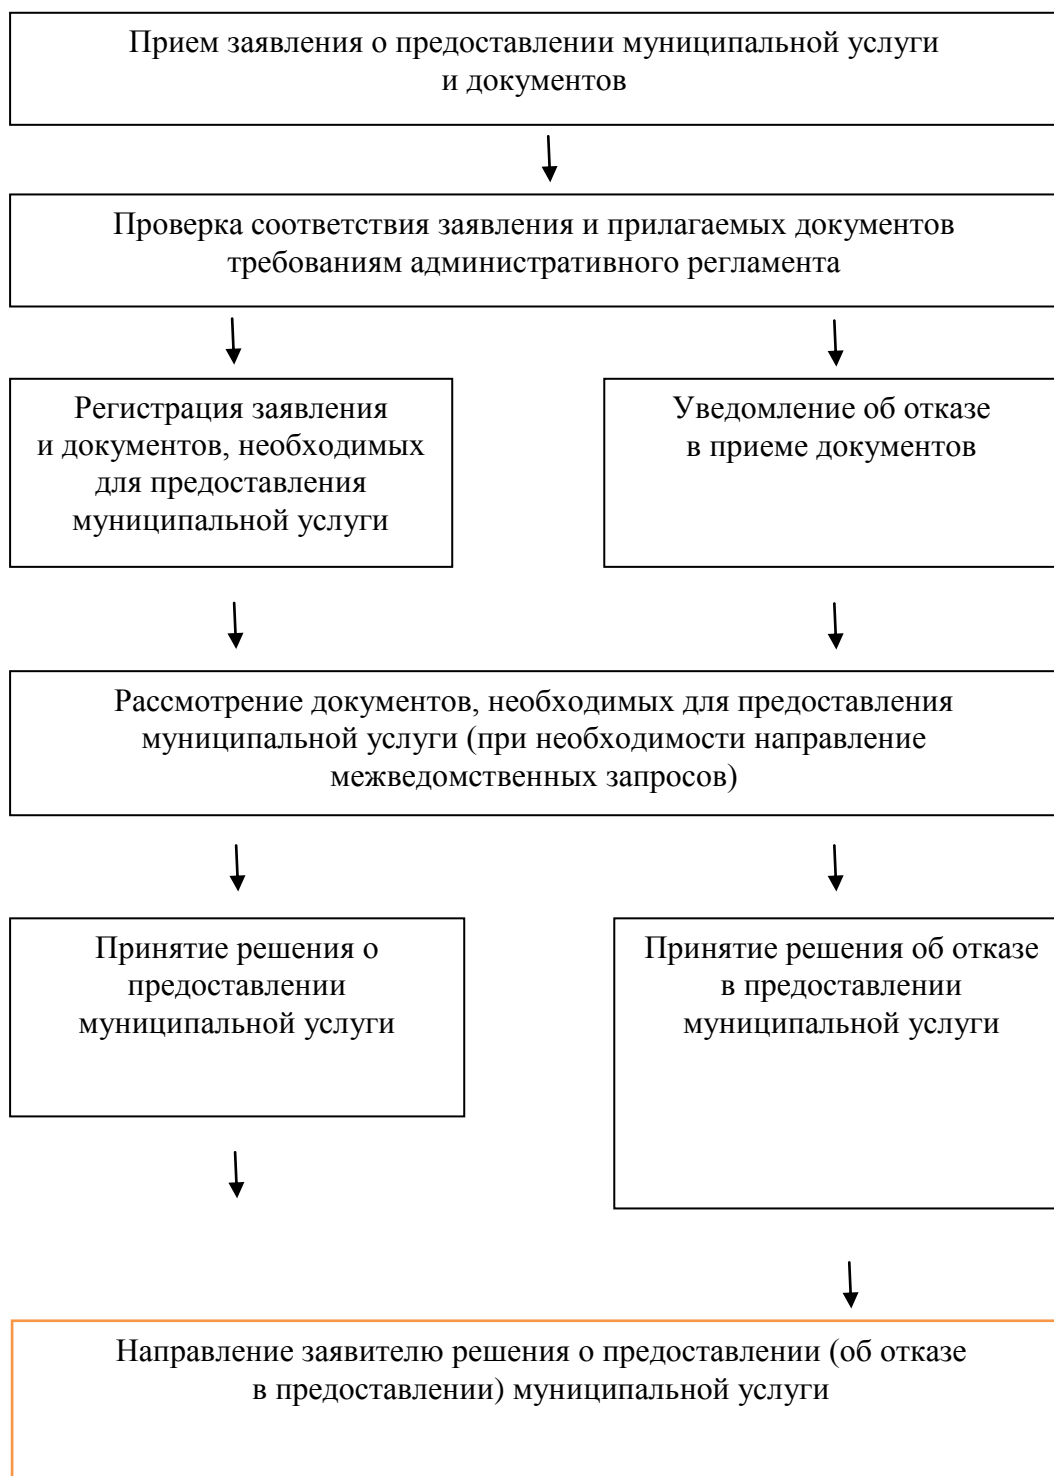 Прием заявления о предоставлении муниципальной услуги
и документов
Проверка соответствия заявления и прилагаемых документов
требованиям административного регламента
Регистрация заявления
и документов, необходимых
для предоставления
муниципальной услуги
Уведомление об отказе
в приеме документов
Рассмотрение документов, необходимых для предоставления
муниципальной услуги (при необходимости направление
межведомственных запросов)
Принятие решения о
предоставлении
муниципальной услуги
Принятие решения об отказе
в предоставлении
муниципальной услуги
Направление заявителю решения о предоставлении (об отказе
в предоставлении) муниципальной услуги